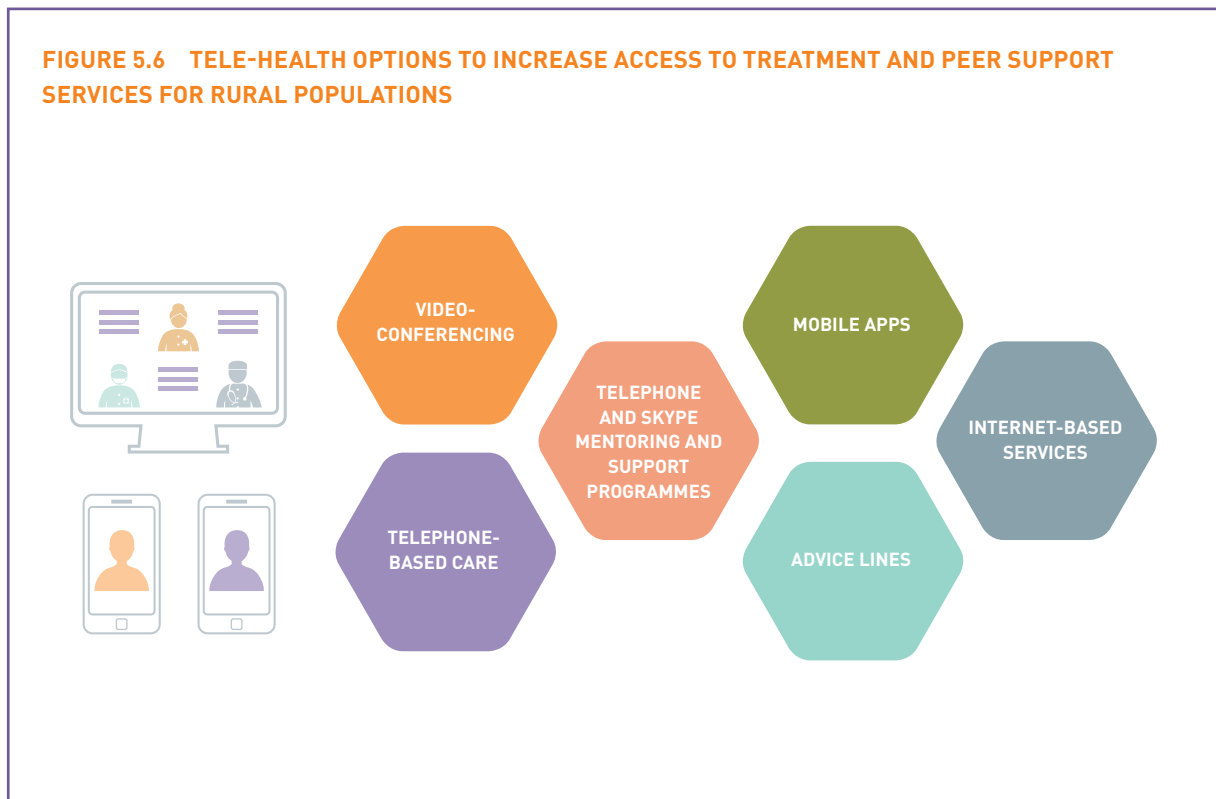 FIGURE 5.6 TELE-HEALTH OPTIONS TO INCREASE ACCESS TO TREATMENT AND PEER SUPPORT
SERVICES FOR RURAL POPULATIONS
VIDEO-
CONFERENCING
TELEPHONE-
BASED CARE
TELEPHONE
AND SKYPE
MENTORING AND
SUPPORT
PROGRAMMES
MOBILE APPS
ADVICE LINES
INTERNET-BASED
SERVICES